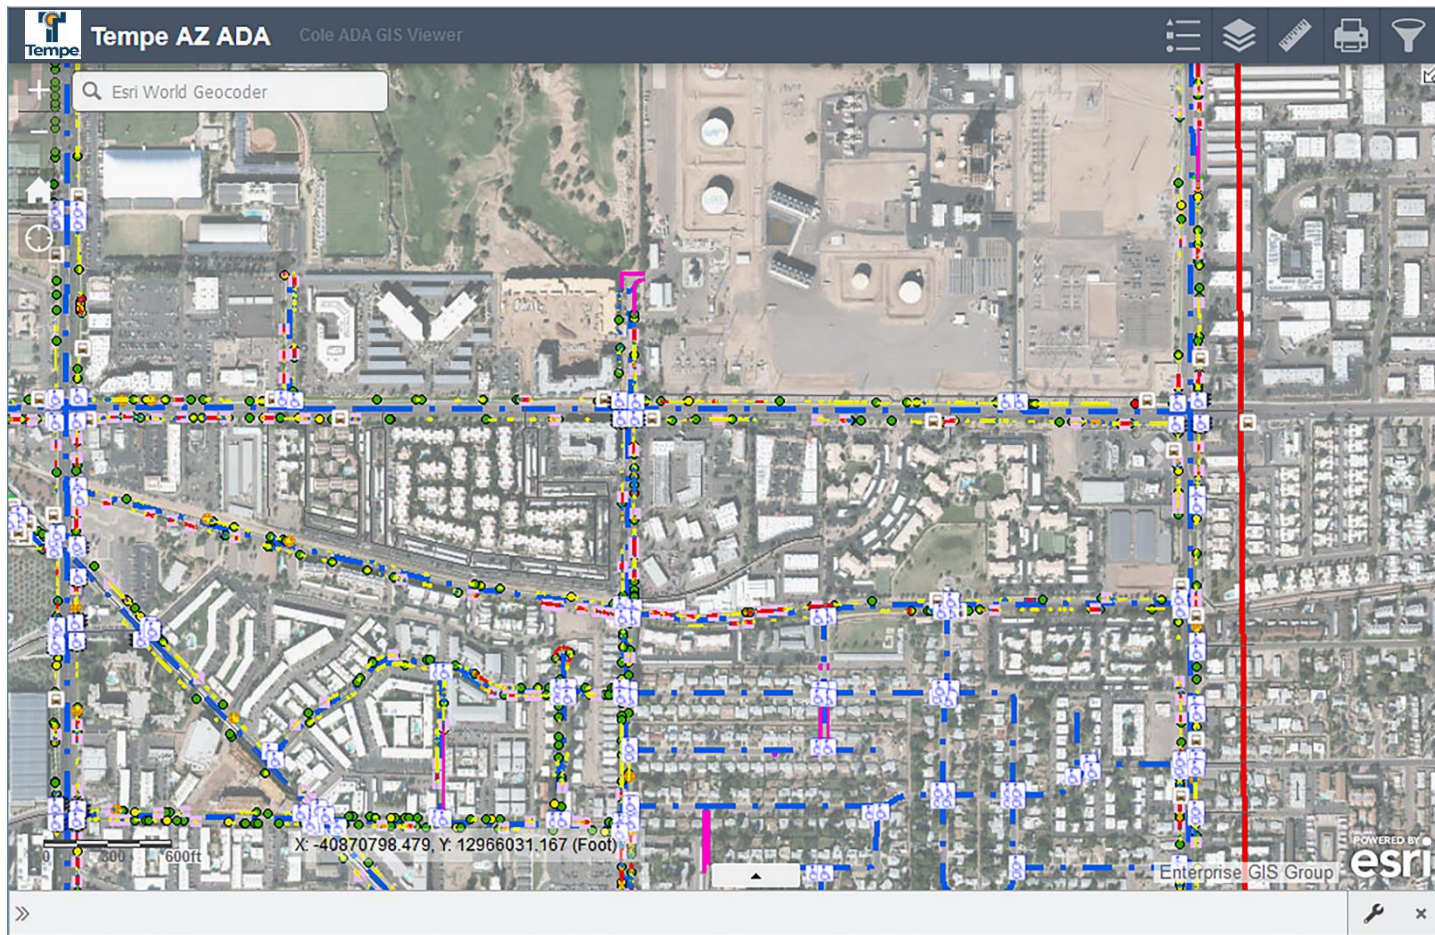 Tempe
Tempe AZ ADA
Cole ADA GIS Viewer
Esri World Geocoder
0 300 600ft
X: -40870798.479, Y: 12966031.167 (Foot)
POWERED BY
esri
Enterprise GIS Group